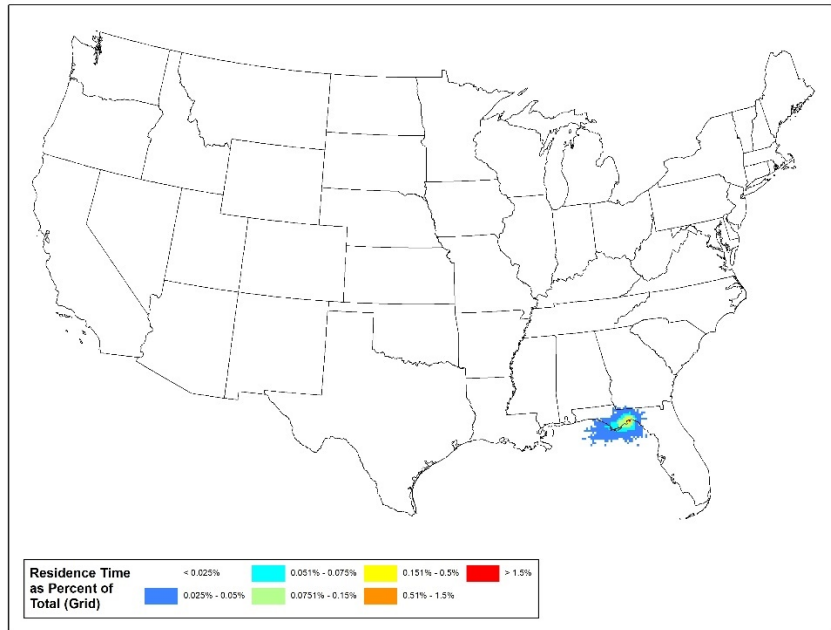 Residence Time
as Percent of
Total (Grid)
< 0.025%
0.025% - 0.05%
0.051% - 0.075%
0.0751% - 0.15%
0.151% - 0.5%
0.51% - 1.5%
> 1.5%